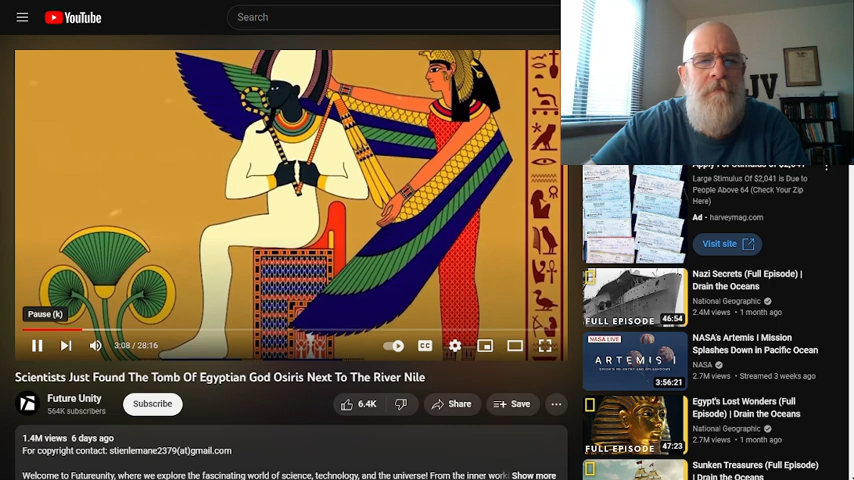 YouTube
Search
JV
Apply For Stimulus Of $2,041
Large Stimulus Of $2,041 is Due to
People Above 64 (Check Your Zip
Here)
Ad · harveymag.com
Visit site
Nazi Secrets (Full Episode) |
Drain the Oceans
National Geographic
2.4M views · 1 month ago
FULL EPISODE
46:54
NASA LIVE
ARTEMIS I
NASA's Artemis I Mission
Splashes Down in Pacific Ocean
NASA
2.7M views · Streamed 3 weeks ago
3:56:21
Egypt's Lost Wonders (Full
Episode) | Drain the Oceans
National Geographic
2.7M views · 1 month ago
FULL EPISODE
47:23
Sunken Treasures (Full Episode)
| Drain the Oceans
Pause (k)
3:08 / 28:16
CC
Scientists Just Found The Tomb Of Egyptian God Osiris Next To The River Nile
Future Unity
564K subscribers
Subscribe
6.4K
Share
Save
1.4M views 6 days ago
For copyright contact: stienlemane2379(at)gmail.com
Welcome to Futureunity, where we explore the fascinating world of science, technology, and the universe! From the inner work Show more